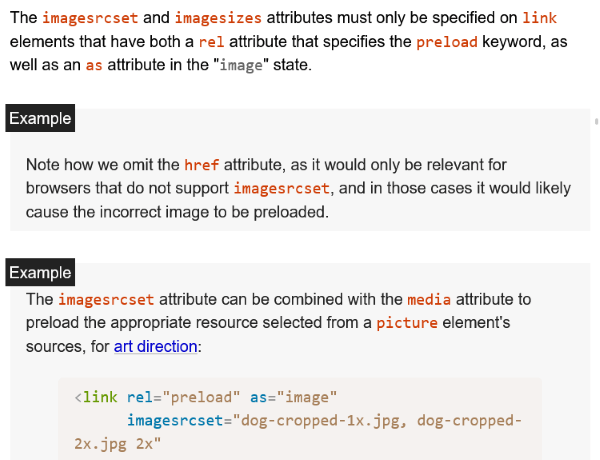 The imagesrcset and imagesizes attributes must only be specified on link
elements that have both a rel attribute that specifies the preload keyword, as
well as an as attribute in the "image" state.
Example
Note how we omit the href attribute, as it would only be relevant for
browsers that do not support imagesrcset, and in those cases it would likely
cause the incorrect image to be preloaded.
Example
The imagesrcset attribute can be combined with the media attribute to
preload the appropriate resource selected from a picture element's
sources, for art direction:
<link rel="preload" as="image"
imagesrcset="dog-cropped-1x.jpg, dog-cropped-
2x.jpg 2x"